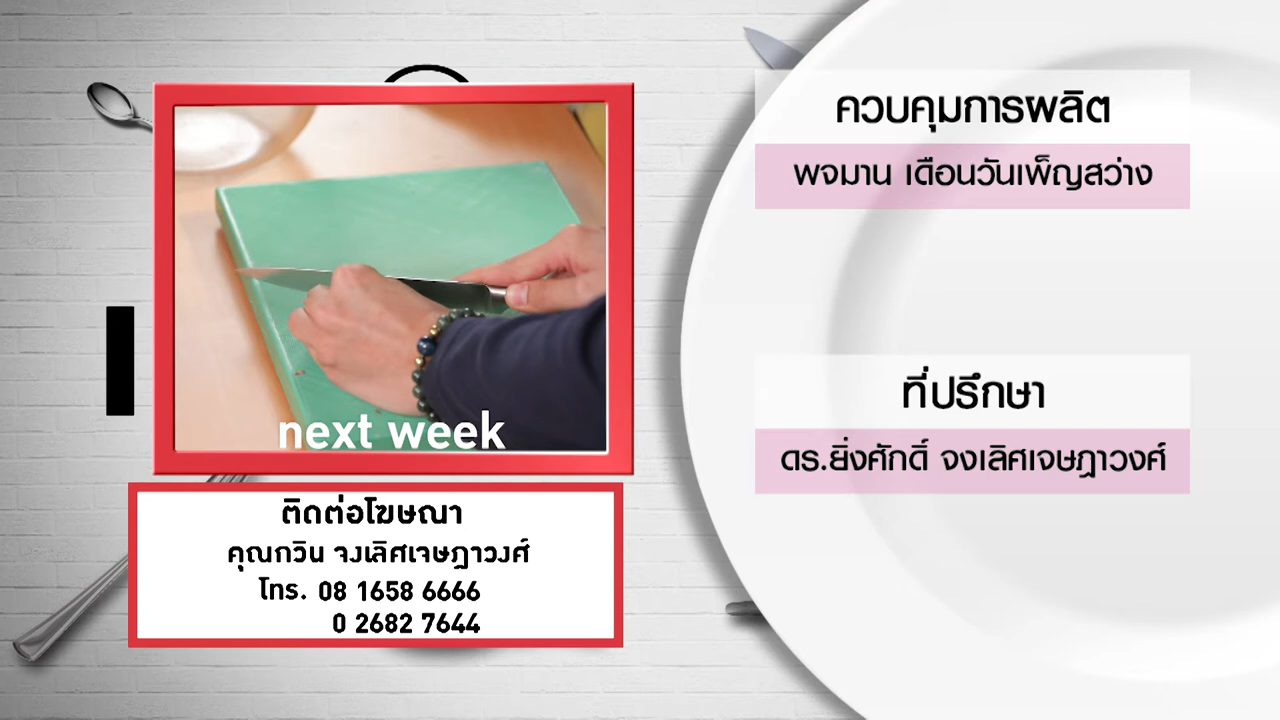 next week
ติดต่อโฆษณา
คุณกวิน จงเลิศเจษฎาวงศ์
โทร. 08 1658 6666
0 2682 7644
ควบคุมการผลิต
พจมาน เดือนวันเพ็ญสว่าง
ที่ปรึกษา
ดร.ยิ่งศักดิ์ จงเลิศเจษฎาวงศ์